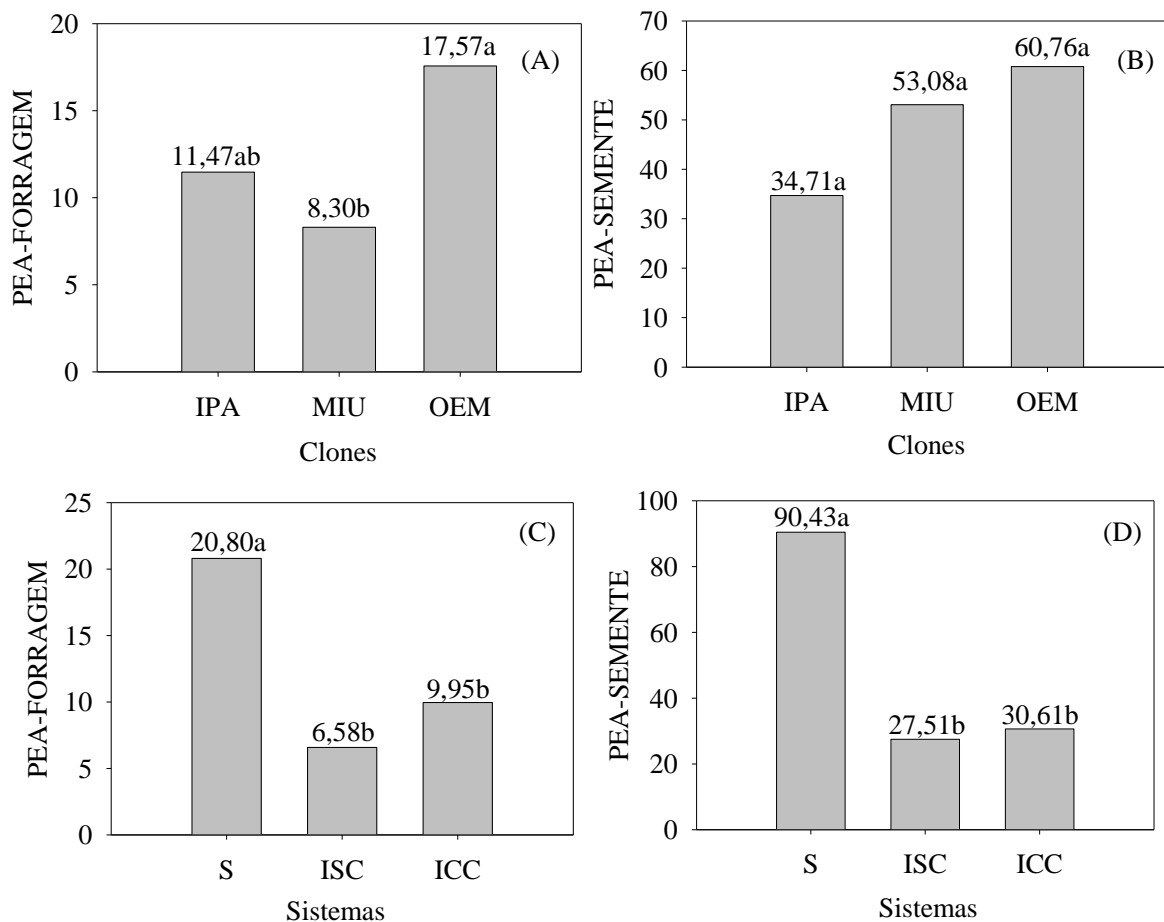 PEA-FORRAGEM
20
15
10
5
0
11,47ab
8,30b
17,57a
(A)
IPA MIU OEM
Clones
PEA-SEMENTE
70
60
50
40
30
20
10
0
34,71a
53,08a
60,76a
(B)
IPA MIU OEM
Clones
PEA-FORRAGEM
25
20
15
10
5
0
20,80a
6,58b
9,95b
(C)
S ISC ICC
Sistemas
PEA-SEMENTE
100
80
60
40
20
0
90,43a
27,51b
30,61b
(D)
S ISC ICC
Sistemas